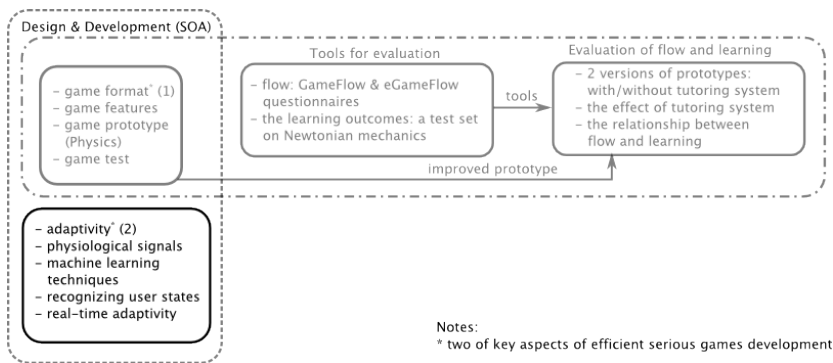 Design & Development (SOA)
Tools for evaluation
Evaluation of flow and learning
– game format* (1)
– game features
– game prototype
(Physics)
– game test
– flow: GameFlow & eGameFlow
questionnaires
– the learning outcomes: a test set
on Newtonian mechanics
tools
– 2 versions of prototypes:
with/without tutoring system
– the effect of tutoring system
– the relationship between
flow and learning
improved prototype
– adaptivity* (2)
– physiological signals
– machine learning
techniques
– recognizing user states
– real-time adaptivity
Notes:
* two of key aspects of efficient serious games development